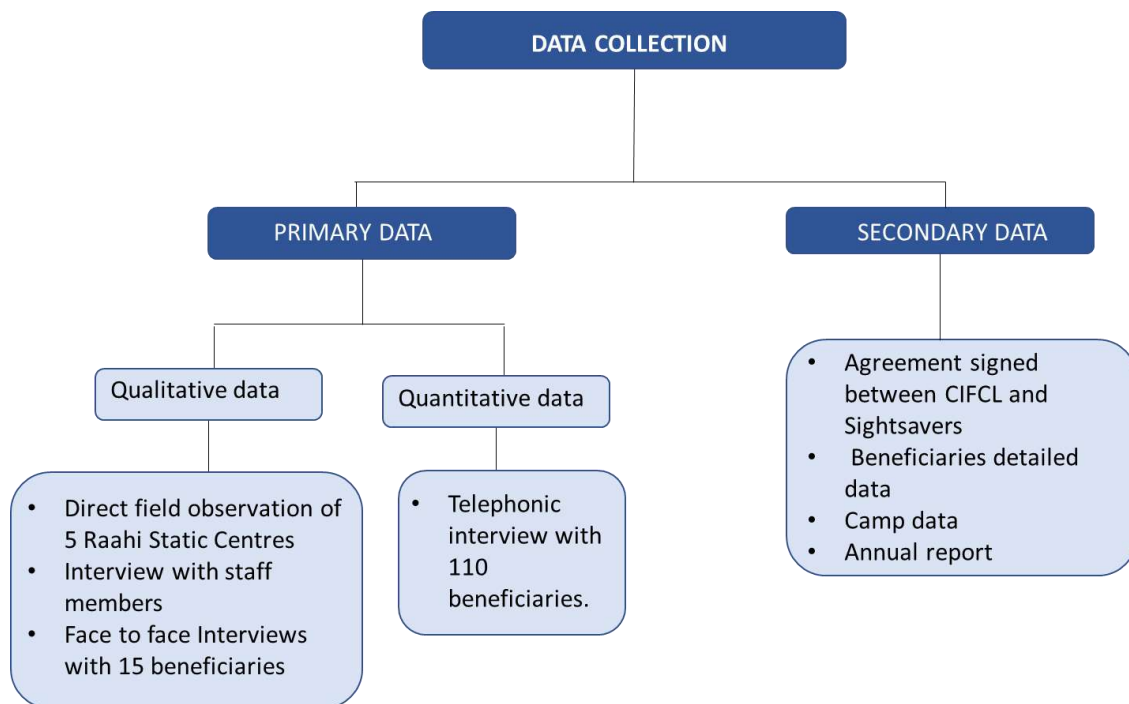 DATA COLLECTION
PRIMARY DATA
SECONDARY DATA
Qualitative data
Quantitative data
• Direct field observation of
5 Raahi Static Centres
• Interview with staff
members
• Face to face Interviews
with 15 beneficiaries
• Telephonic
interview with
110
beneficiaries.
• Agreement signed
between CIFCL and
Sightsavers
• Beneficiaries detailed
data
• Camp data
• Annual report